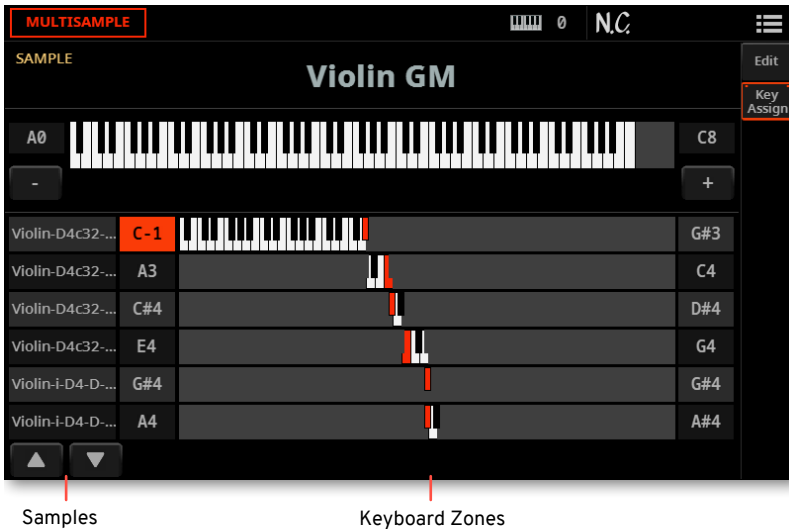 MULTISAMPLE 0 N.C.
SAMPLE
Violin GM
Edit
Key
Assign
A0 C8
- +
Violin-D4c32-... C-1 G#3
Violin-D4c32-... A3 C4
Violin-D4c32-... C#4 D#4
Violin-D4c32-... E4 G4
Violin-i-D4-D-... G#4 G#4
Violin-i-D4-D-... A4 A#4
Samples Keyboard Zones